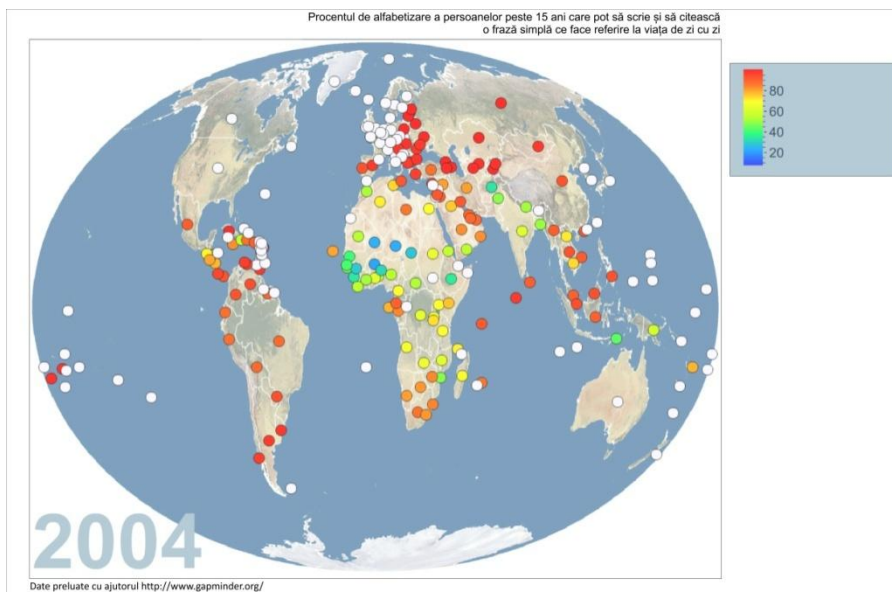 Procentul de alfabetizare a persoanelor peste 15 ani care pot să scrie și să citească
o frază simplă ce face referire la viața de zi cu zi
80
60
40
20
2004
Date preluate cu ajutorul http://www.gapminder.org/